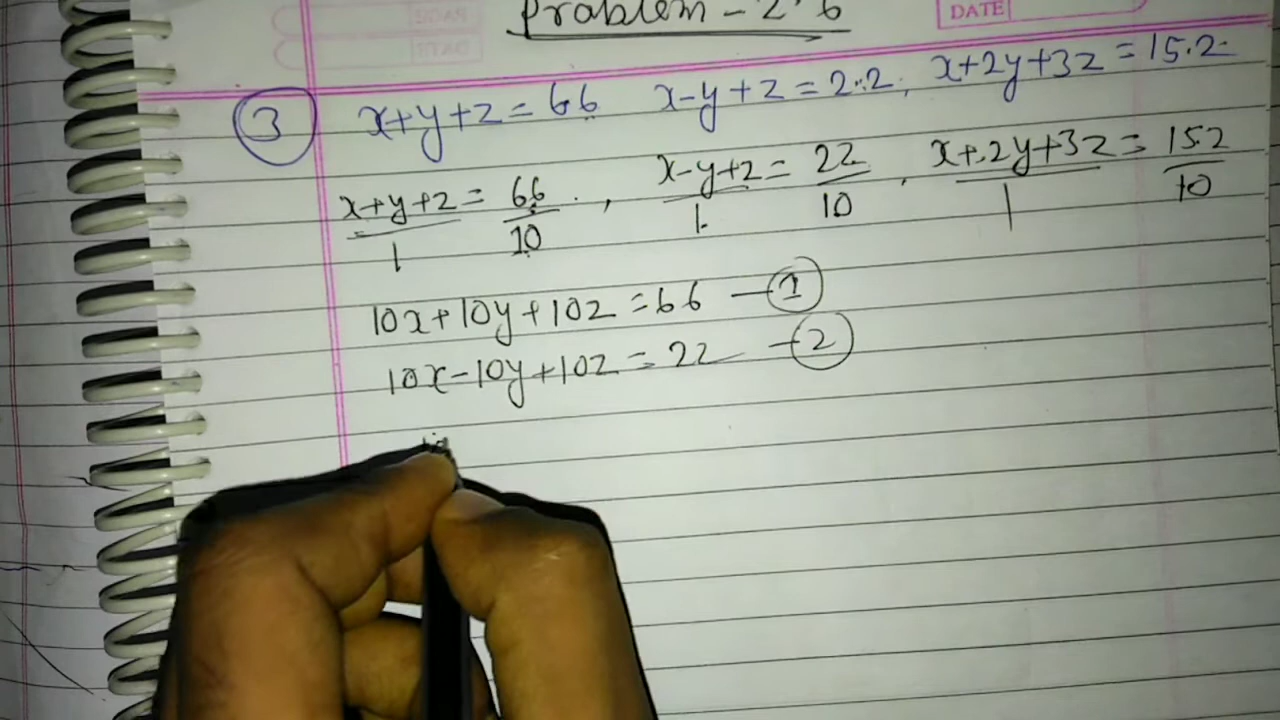 Problem - 2.6
DATE
③ x+y+z = 6.6 x-y+z = 2.2, x+2y+3z = 15.2
x+y+z/1 = 66/10, x-y+z/1 = 22/10, x+2y+3z/1 = 152/10
10x+10y+10z = 66 — ①
10x-10y+10z = 22 — ②